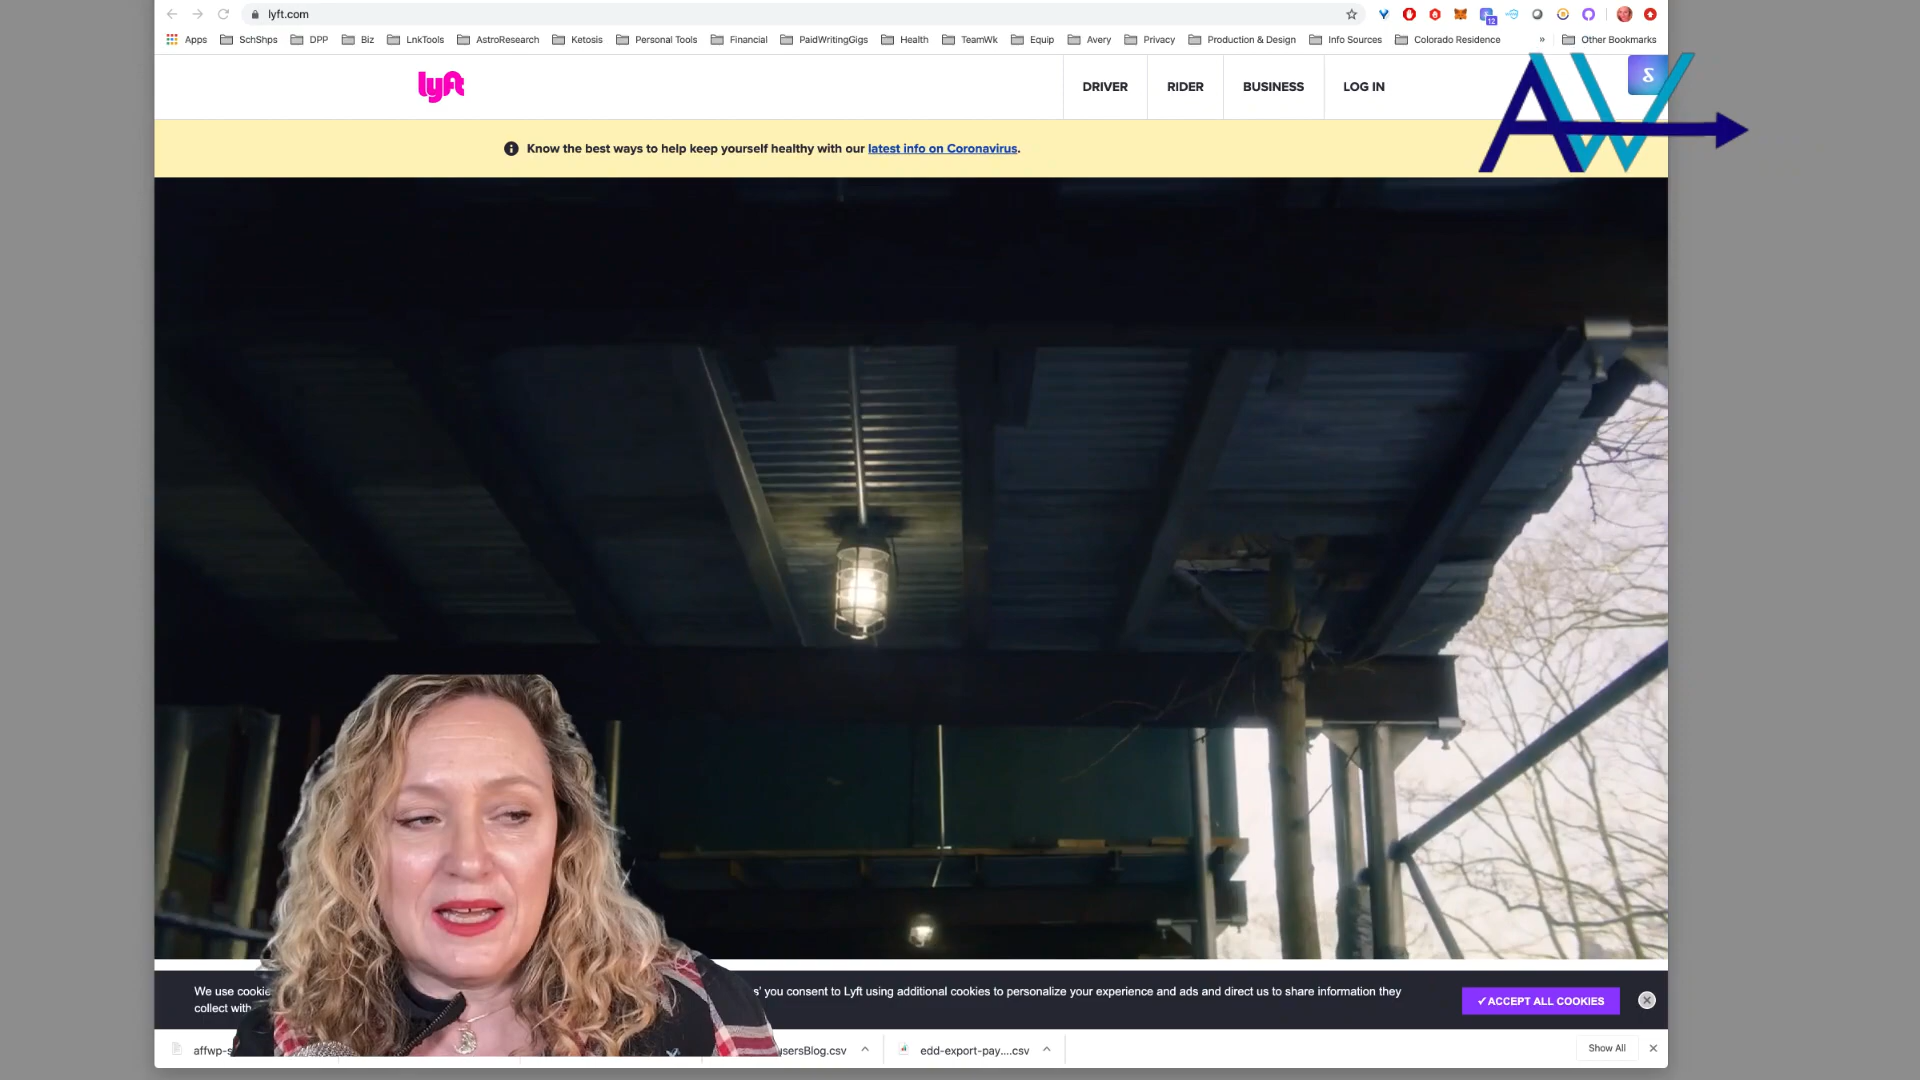 lyft.com
12
Apps SchShps DPP Biz LnkTools AstroResearch Ketosis Personal Tools Financial PaidWritingGigs Health TeamWk Equip Avery Privacy Production & Design Info Sources Colorado Residence » Other Bookmarks
lyft DRIVER RIDER BUSINESS LOG IN
AW
Know the best ways to help keep yourself healthy with our latest info on Coronavirus.
We use cookie
s' you consent to Lyft using additional cookies to personalize your experience and ads and direct us to share information they
collect with
✓ACCEPT ALL COOKIES
affwp-s usersBlog.csv edd-export-pay....csv Show All